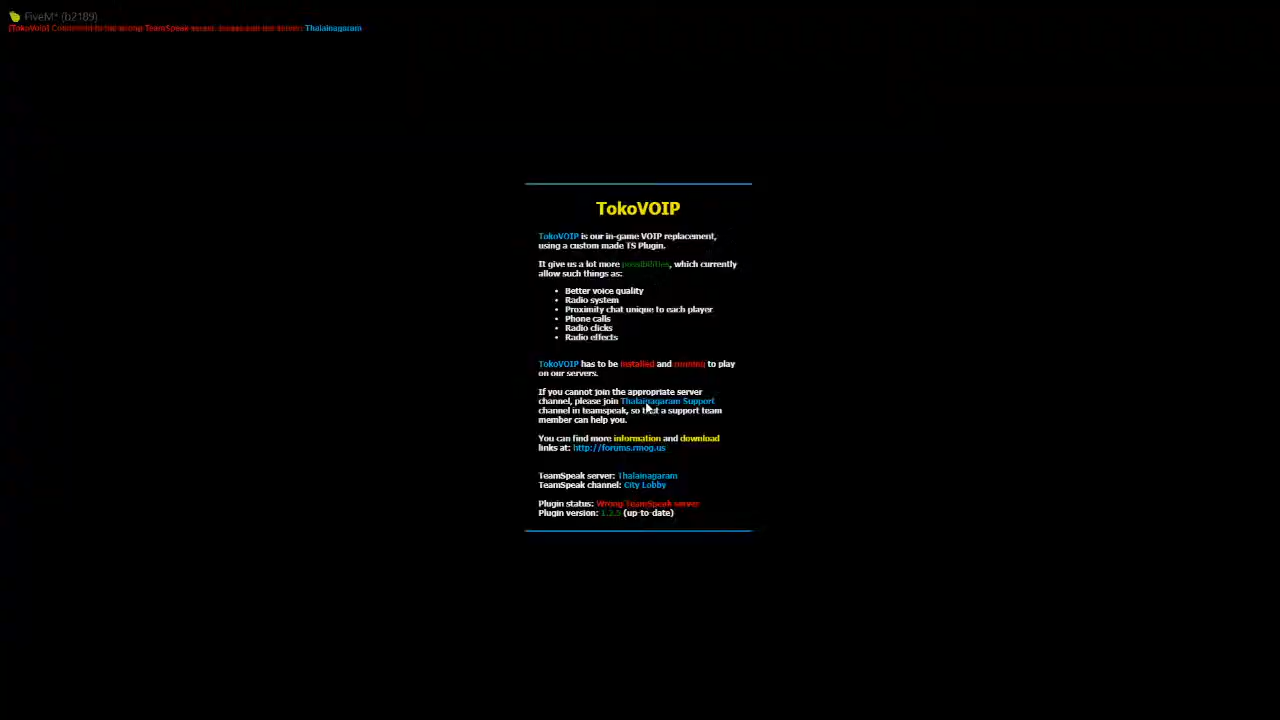 FiveM* (b2189)
[TokoVoip] Connected to the wrong TeamSpeak server, please join the server: Thalainagaram
TokoVOIP
TokoVOIP is our in-game VOIP replacement,
using a custom made TS Plugin.
It give us a lot more possibilities, which currently
allow such things as:
• Better voice quality
• Radio system
• Proximity chat unique to each player
• Phone calls
• Radio clicks
• Radio effects
TokoVOIP has to be installed and running to play
on our servers.
If you cannot join the appropriate server
channel, please join Thalainagaram Support
channel in teamspeak, so that a support team
member can help you.
You can find more information and download
links at: http://forums.rmog.us
TeamSpeak server: Thalainagaram
TeamSpeak channel: City Lobby
Plugin status: Wrong TeamSpeak server
Plugin version: 1.2.5 (up-to-date)